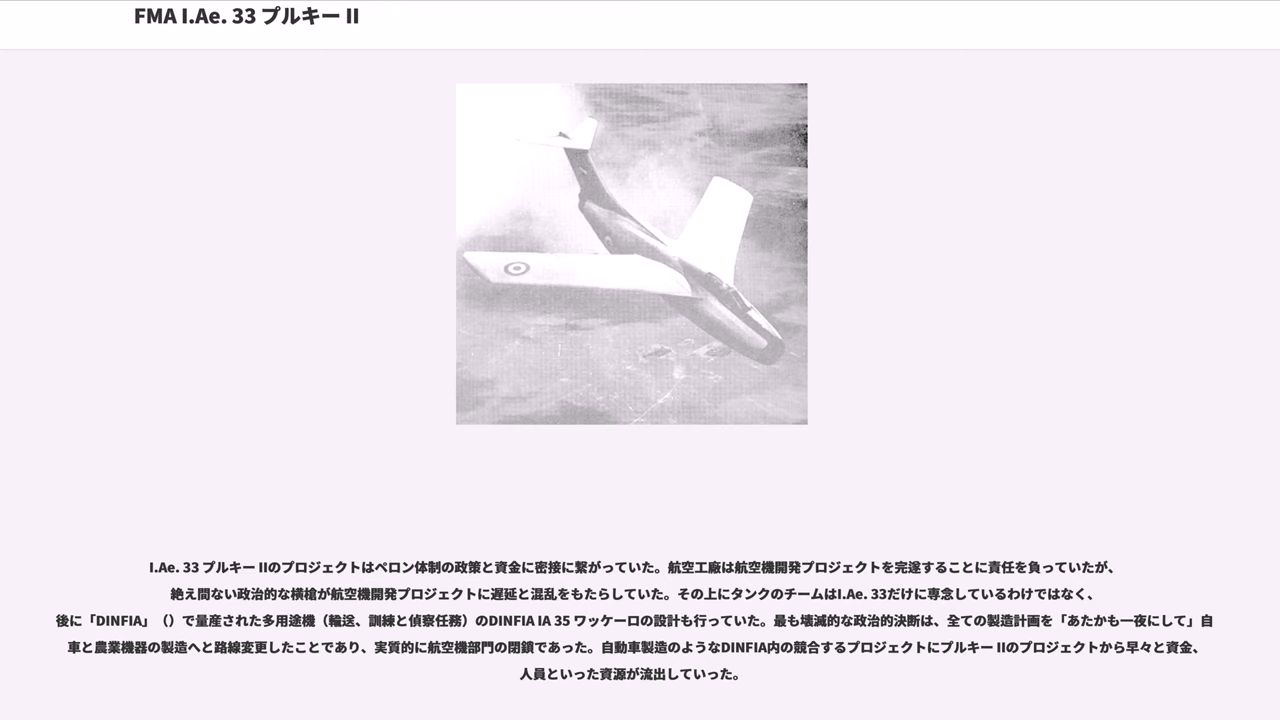 FMA I.Ae. 33 プルキー II
I.Ae. 33 プルキー IIのプロジェクトはペロン体制の政策と資金に密接に繋がっていた。航空工廠は航空機開発プロジェクトを完遂することに責任を負っていたが、
絶え間ない政治的な横槍が航空機開発プロジェクトに遅延と混乱をもたらしていた。その上にタンクのチームはI.Ae. 33だけに専念しているわけではなく、
後に「DINFIA」（）で量産された多用途機（輸送、訓練と偵察任務）のDINFIA IA 35 ワッケーロの設計も行っていた。最も壊滅的な政治的決断は、全ての製造計画を「あたかも一夜にして」自
車と農業機器の製造へと路線変更したことであり、実質的に航空機部門の閉鎖であった。自動車製造のようなDINFIA内の競合するプロジェクトにプルキー IIのプロジェクトから早々と資金、
人員といった資源が流出していった。